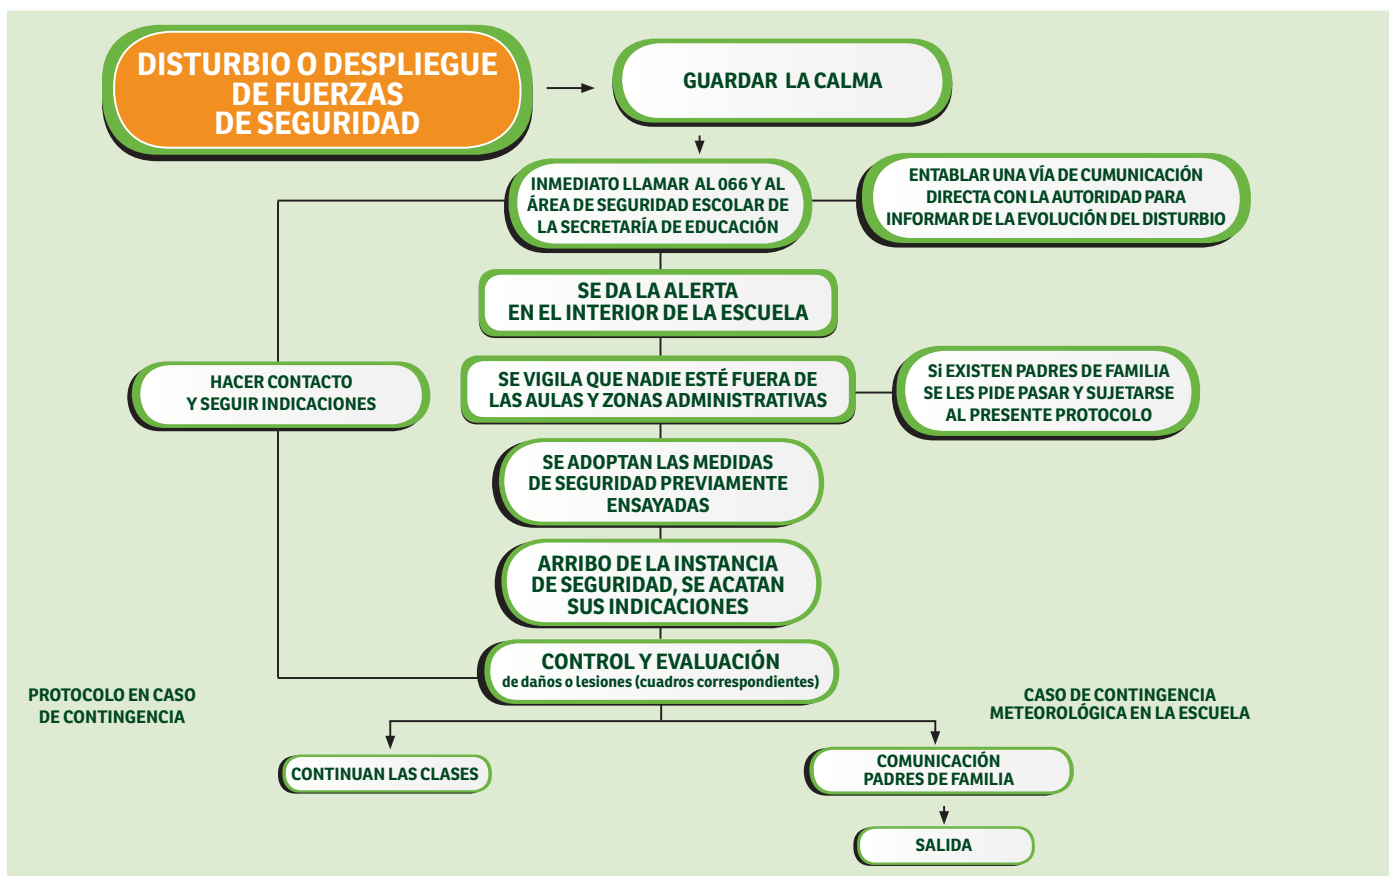 DISTURBIO O DESPLIEGUE
DE FUERZAS
DE SEGURIDAD
GUARDAR LA CALMA
INMEDIATO LLAMAR AL 066 Y AL
ÁREA DE SEGURIDAD ESCOLAR DE
LA SECRETARÍA DE EDUCACIÓN
ENTABLAR UNA VÍA DE CUMUNICACIÓN
DIRECTA CON LA AUTORIDAD PARA
INFORMAR DE LA EVOLUCIÓN DEL DISTURBIO
SE DA LA ALERTA
EN EL INTERIOR DE LA ESCUELA
HACER CONTACTO
Y SEGUIR INDICACIONES
SE VIGILA QUE NADIE ESTÉ FUERA DE
LAS AULAS Y ZONAS ADMINISTRATIVAS
Si EXISTEN PADRES DE FAMILIA
SE LES PIDE PASAR Y SUJETARSE
AL PRESENTE PROTOCOLO
SE ADOPTAN LAS MEDIDAS
DE SEGURIDAD PREVIAMENTE
ENSAYADAS
ARRIBO DE LA INSTANCIA
DE SEGURIDAD, SE ACATAN
SUS INDICACIONES
CONTROL Y EVALUACIÓN
de daños o lesiones (cuadros correspondientes)
PROTOCOLO EN CASO
DE CONTINGENCIA
CASO DE CONTINGENCIA
METEOROLÓGICA EN LA ESCUELA
CONTINUAN LAS CLASES
COMUNICACIÓN
PADRES DE FAMILIA
SALIDA